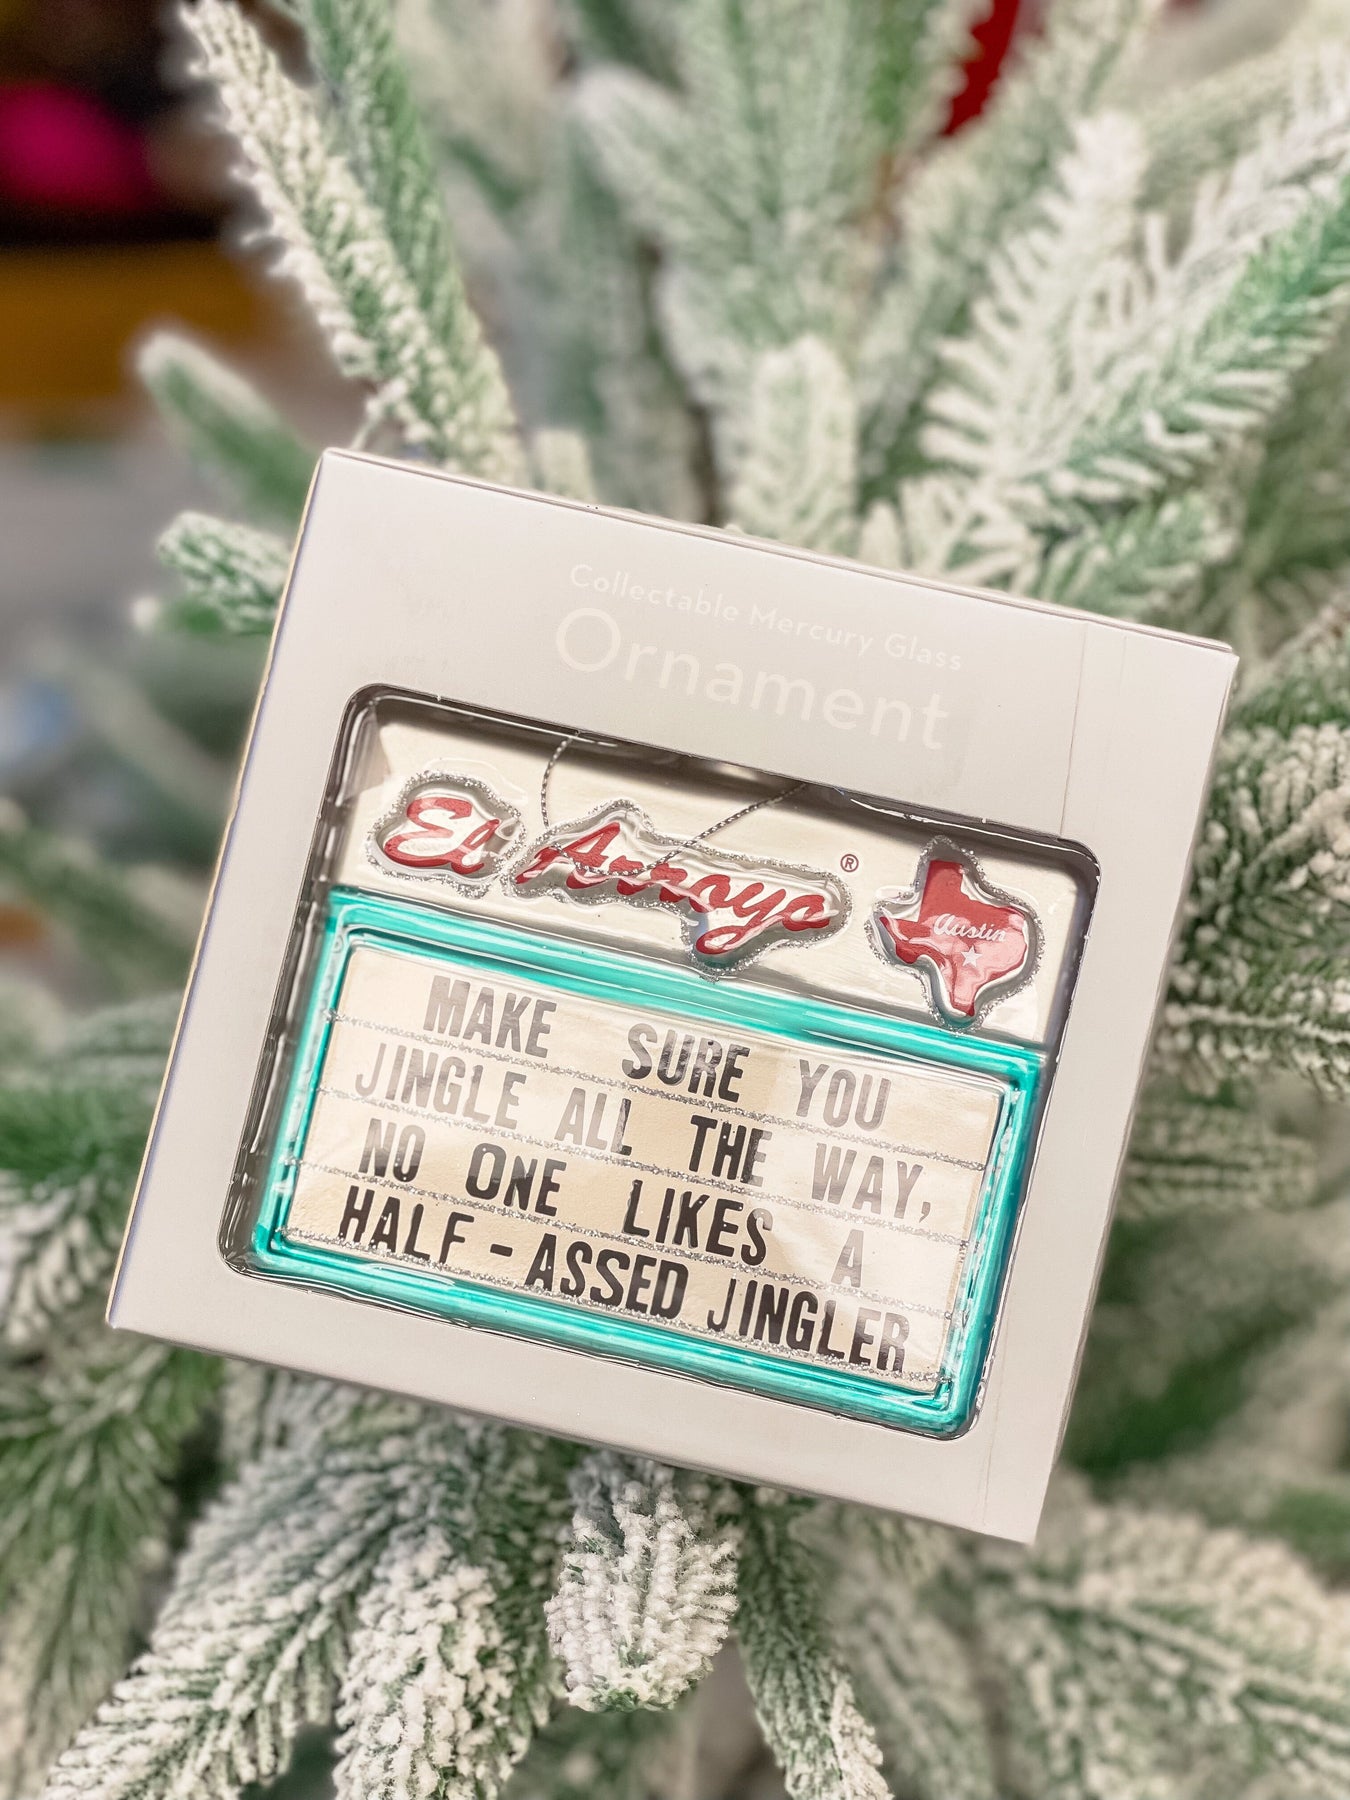 Collectable Mercury Glass
Ornament
El Arroyo ®
Austin
MAKE SURE YOU
JINGLE ALL THE WAY,
NO ONE LIKES A
HALF-ASSED JINGLER